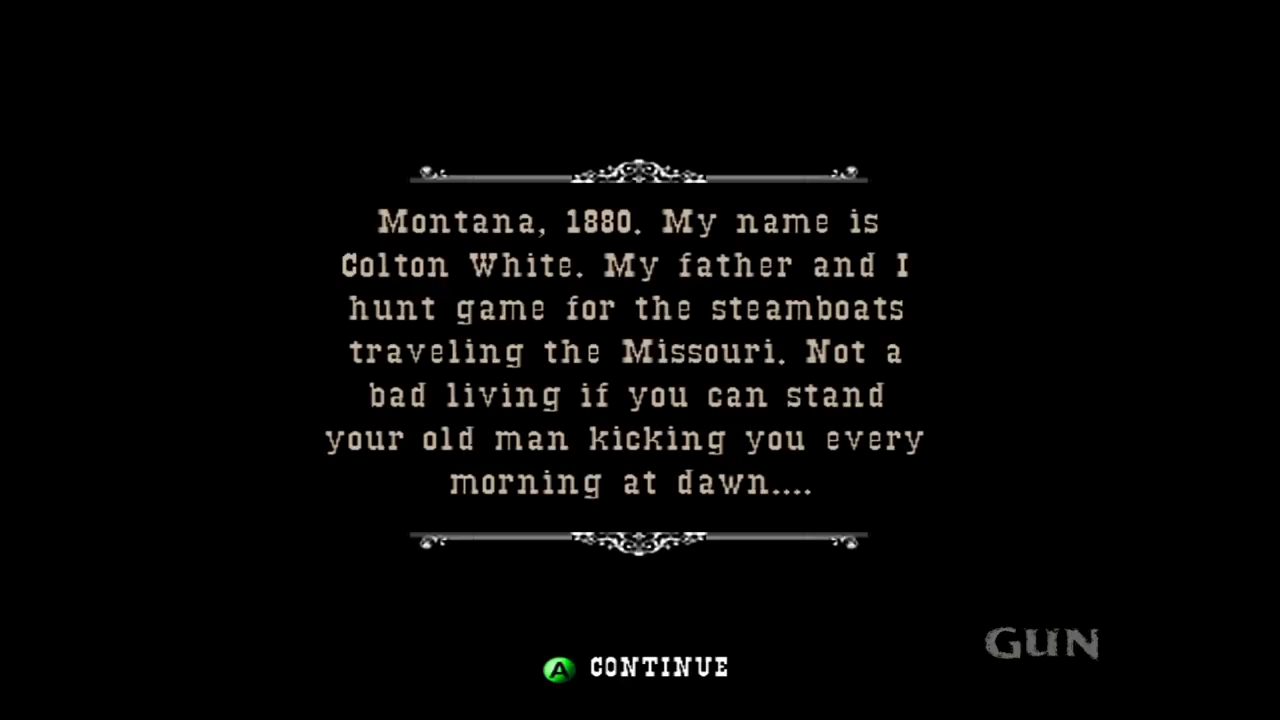 Montana, 1880. My name is
Colton White. My father and I
hunt game for the steamboats
traveling the Missouri. Not a
bad living if you can stand
your old man kicking you every
morning at dawn....
GUN
A CONTINUE